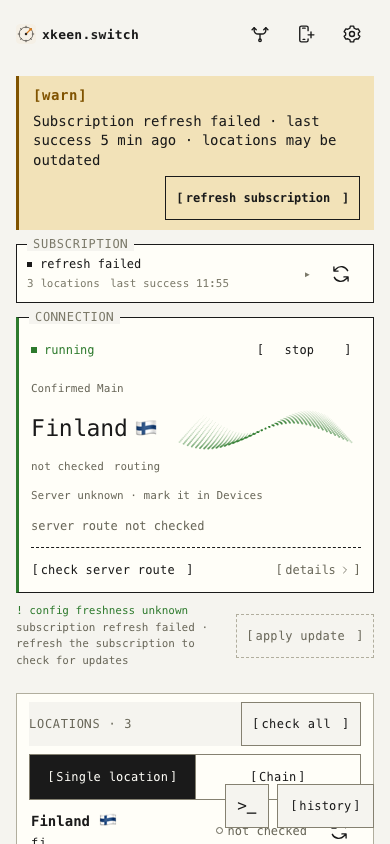 xkeen.switch
[warn]
Subscription refresh failed · last
success 5 min ago · locations may be
outdated
[refresh subscription ]
SUBSCRIPTION
refresh failed
3 locations last success 11:55
CONNECTION
running
[ stop ]
Confirmed Main
Finland
not checked routing
Server unknown · mark it in Devices
server route not checked
[check server route ]
[details > ]
! config freshness unknown
subscription refresh failed ·
refresh the subscription to
check for updates
[apply update ]
LOCATIONS · 3
[check all ]
[Single location]
[Chain]
Finland
not checked
>_
[history]